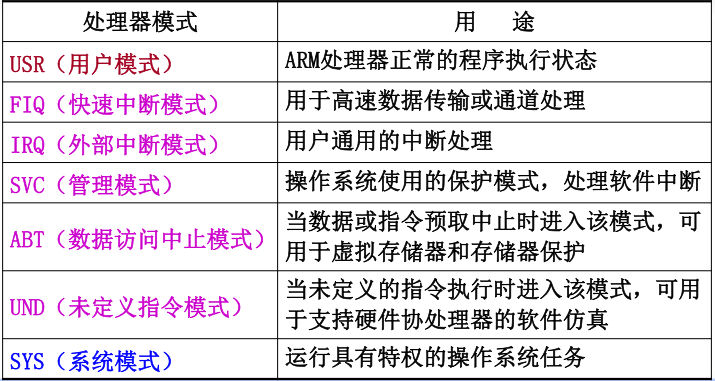 处理器模式 用 途
USR（用户模式） ARM处理器正常的程序执行状态
FIQ（快速中断模式） 用于高速数据传输或通道处理
IRQ（外部中断模式） 用户通用的中断处理
SVC（管理模式） 操作系统使用的保护模式，处理软件中断
ABT（数据访问中止模式） 当数据或指令预取中止时进入该模式，可
用于虚拟存储器和存储器保护
UND（未定义指令模式） 当未定义的指令执行时进入该模式，可用
于支持硬件协处理器的软件仿真
SYS（系统模式） 运行具有特权的操作系统任务